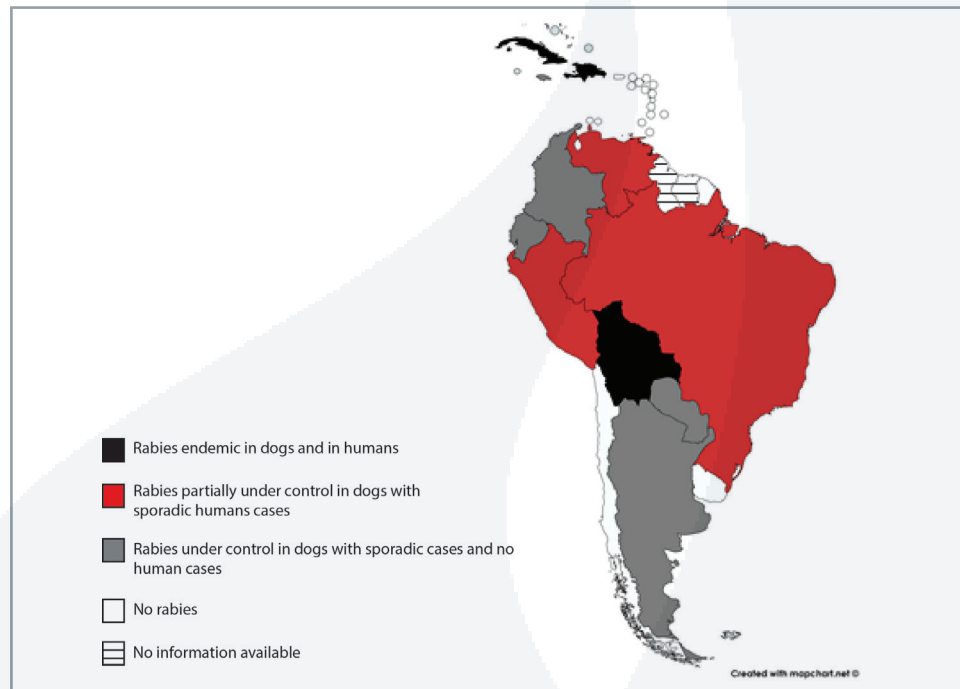 Rabies endemic in dogs and in humans
Rabies partially under control in dogs with
sporadic humans cases
Rabies under control in dogs with sporadic cases and no
human cases
No rabies
No information available
Created with mapchart.net ©